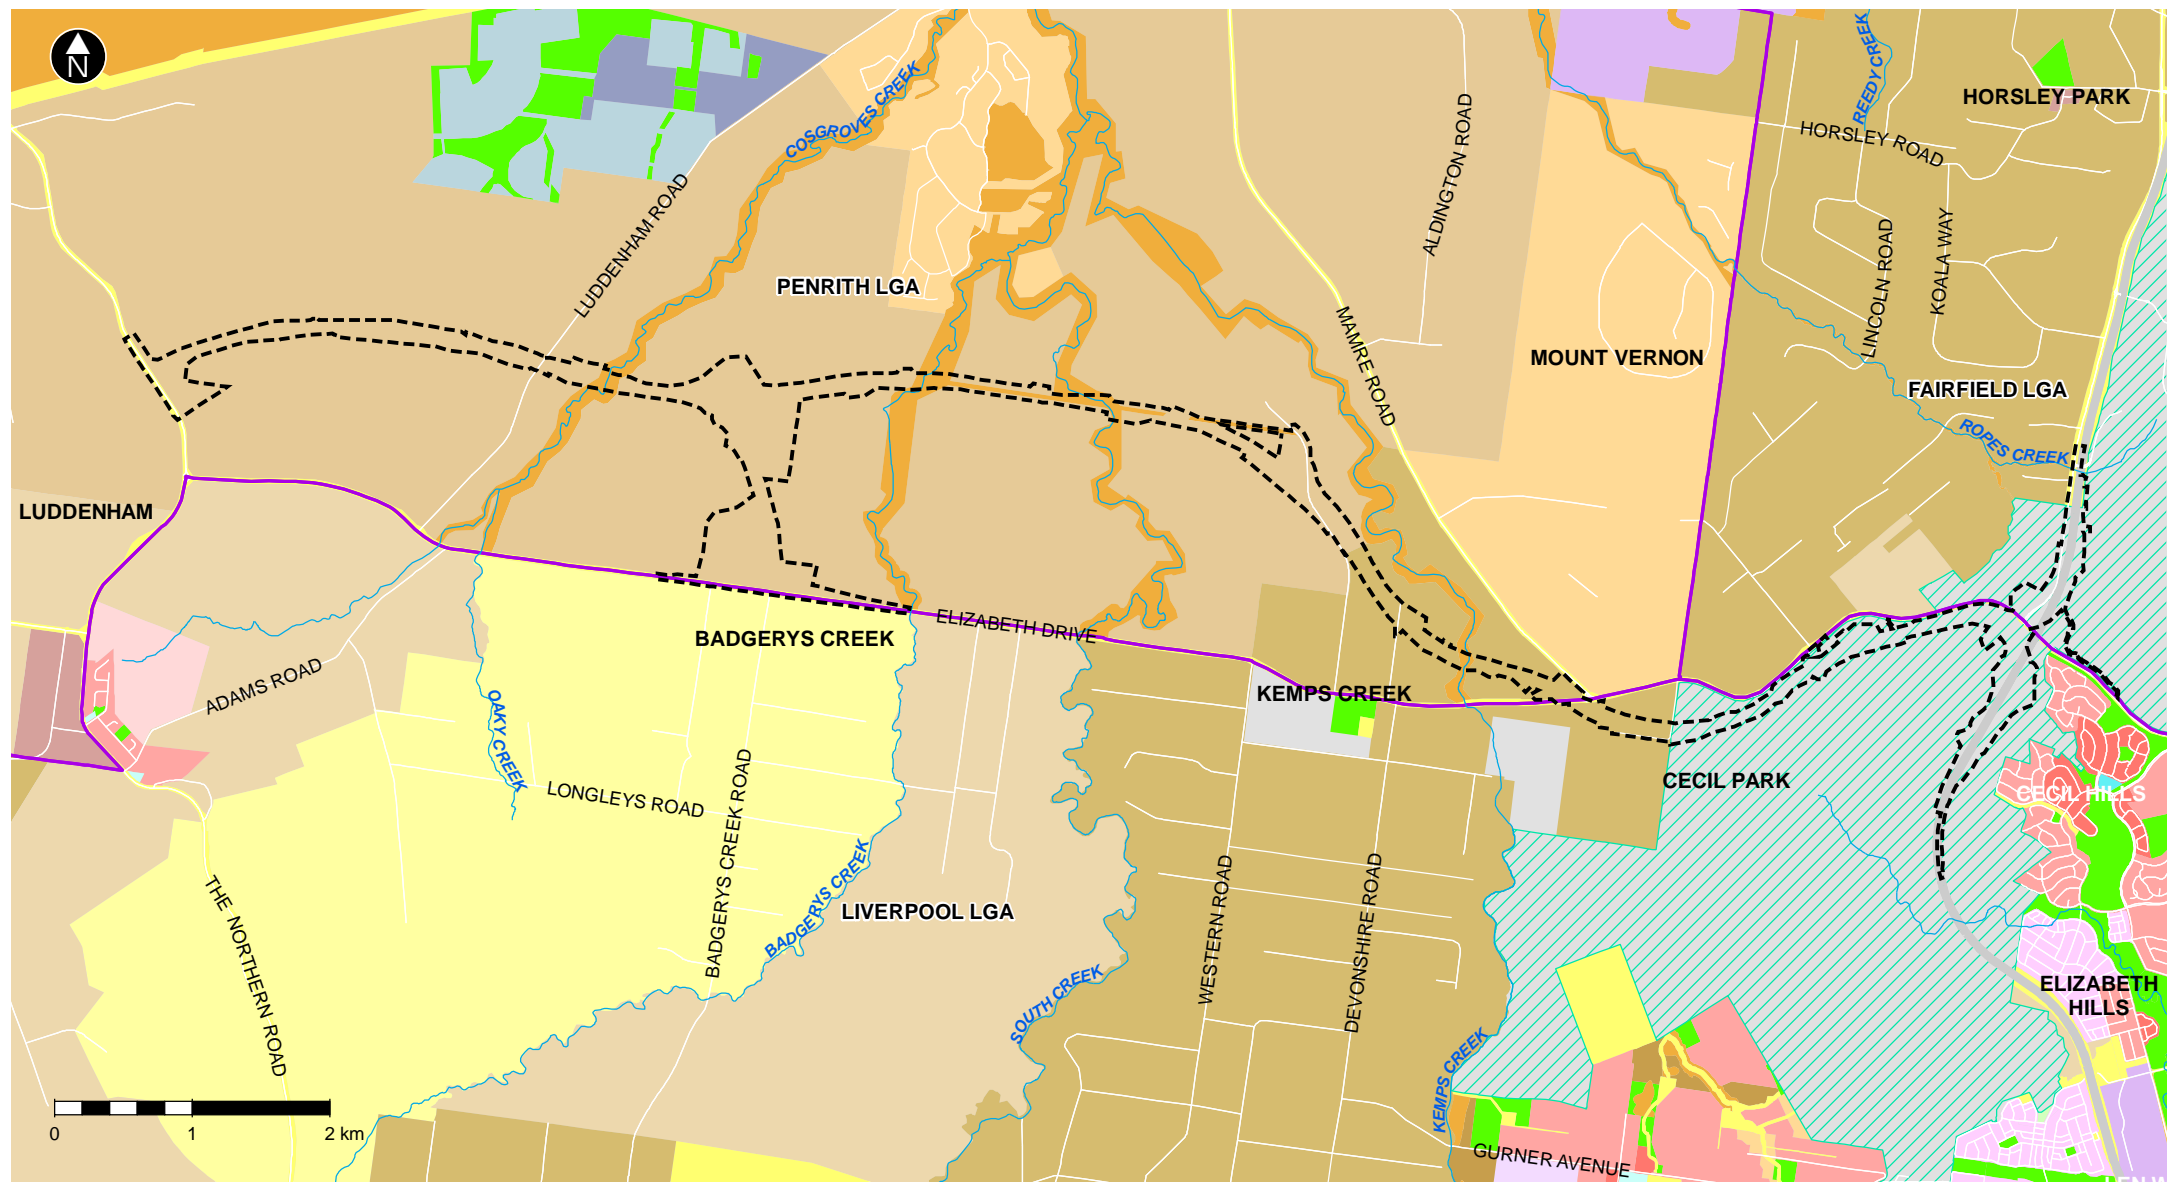 N
REEDY CREEK
HORSLEY PARK
COSGROVES CREEK
HORSLEY ROAD
ALDINGTON ROAD
LUDDENHAM ROAD
LINCOLN ROAD
KOALA WAY
PENRITH LGA
MAMRE ROAD
MOUNT VERNON
FAIRFIELD LGA
ROPES CREEK
LUDDENHAM
ELIZABETH DRIVE
BADGERYS CREEK
ADAMS ROAD
KEMPS CREEK
OAKY CREEK
CECIL PARK
LONGLEYS ROAD
CECIL HILLS
BADGERYS CREEK ROAD
BADGERYS CREEK
LIVERPOOL LGA
WESTERN ROAD
DEVONSHIRE ROAD
THE NORTHERN ROAD
SOUTH CREEK
ELIZABETH
HILLS
KEMPS CREEK
0 1 2 km
GURNER AVENUE